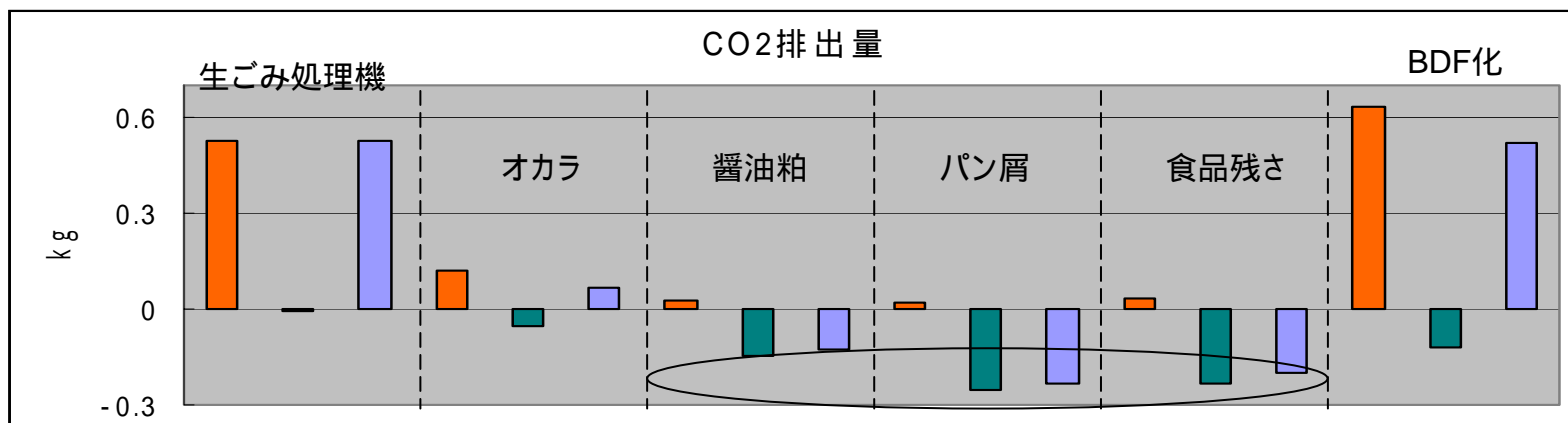 CO2排出量
生ごみ処理機
BDF化
0.6
オカラ
醤油粕
パン屑
食品残さ
0.3
kg
0
-0.3